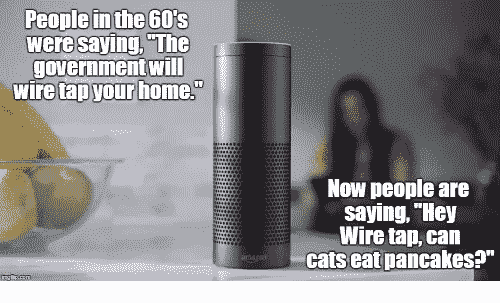 People in the 60's
were saying, "The
government will
wire tap your home."
Now people are
saying, "Hey
Wire tap, can
cats eat pancakes?"
amazon
imgflip.com